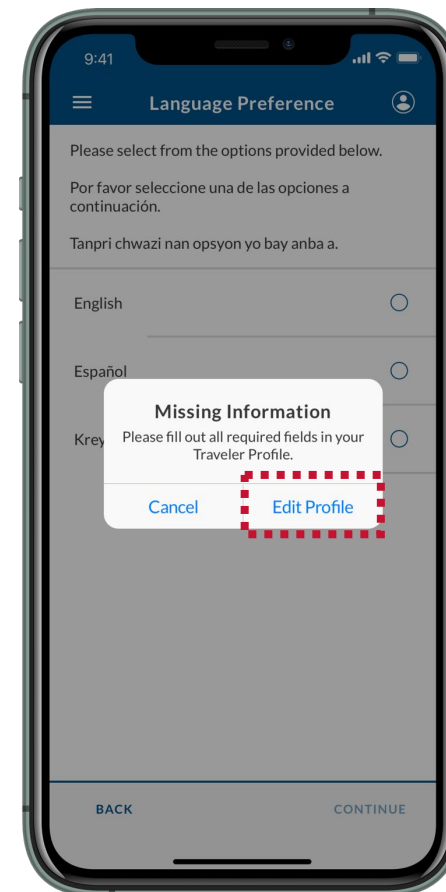 9:41
Language Preference
Please select from the options provided below.
Por favor seleccione una de las opciones a
continuación.
Tanpri chwazi nan opsyon yo bay anba a.
English
Español
Krey
Missing Information
Please fill out all required fields in your
Traveler Profile.
Cancel Edit Profile
BACK CONTINUE